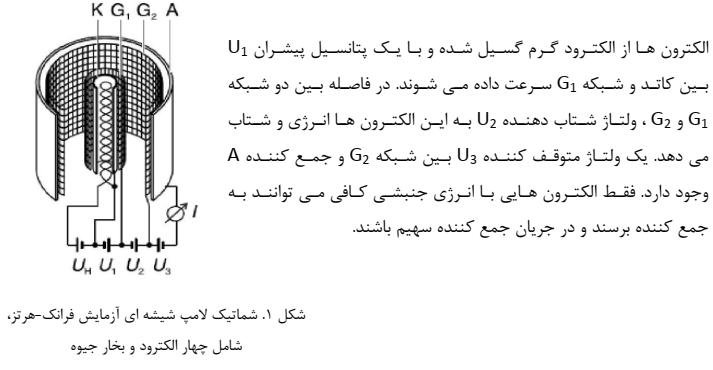 K G₁ G₂ A
الکترون ها از الکترود گرم گسیل شده و با یک پتانسیل پیشران U₁
بین کاتد و شبکه G₁ سرعت داده می شوند. در فاصله بین دو شبکه
G₁ و G₂ ، ولتاژ شتاب دهنده U₂ به این الکترون ها انرژی و شتاب
می دهد. یک ولتاژ متوقف کننده U₃ بین شبکه G₂ و جمع کننده A
وجود دارد. فقط الکترون هایی با انرژی جنبشی کافی می توانند به
جمع کننده برسند و در جریان جمع کننده سهیم باشند.
I
U_H U₁ U₂ U₃
شکل ۱. شماتیک لامپ شیشه ای آزمایش فرانک-هرتز،
شامل چهار الکترود و بخار جیوه